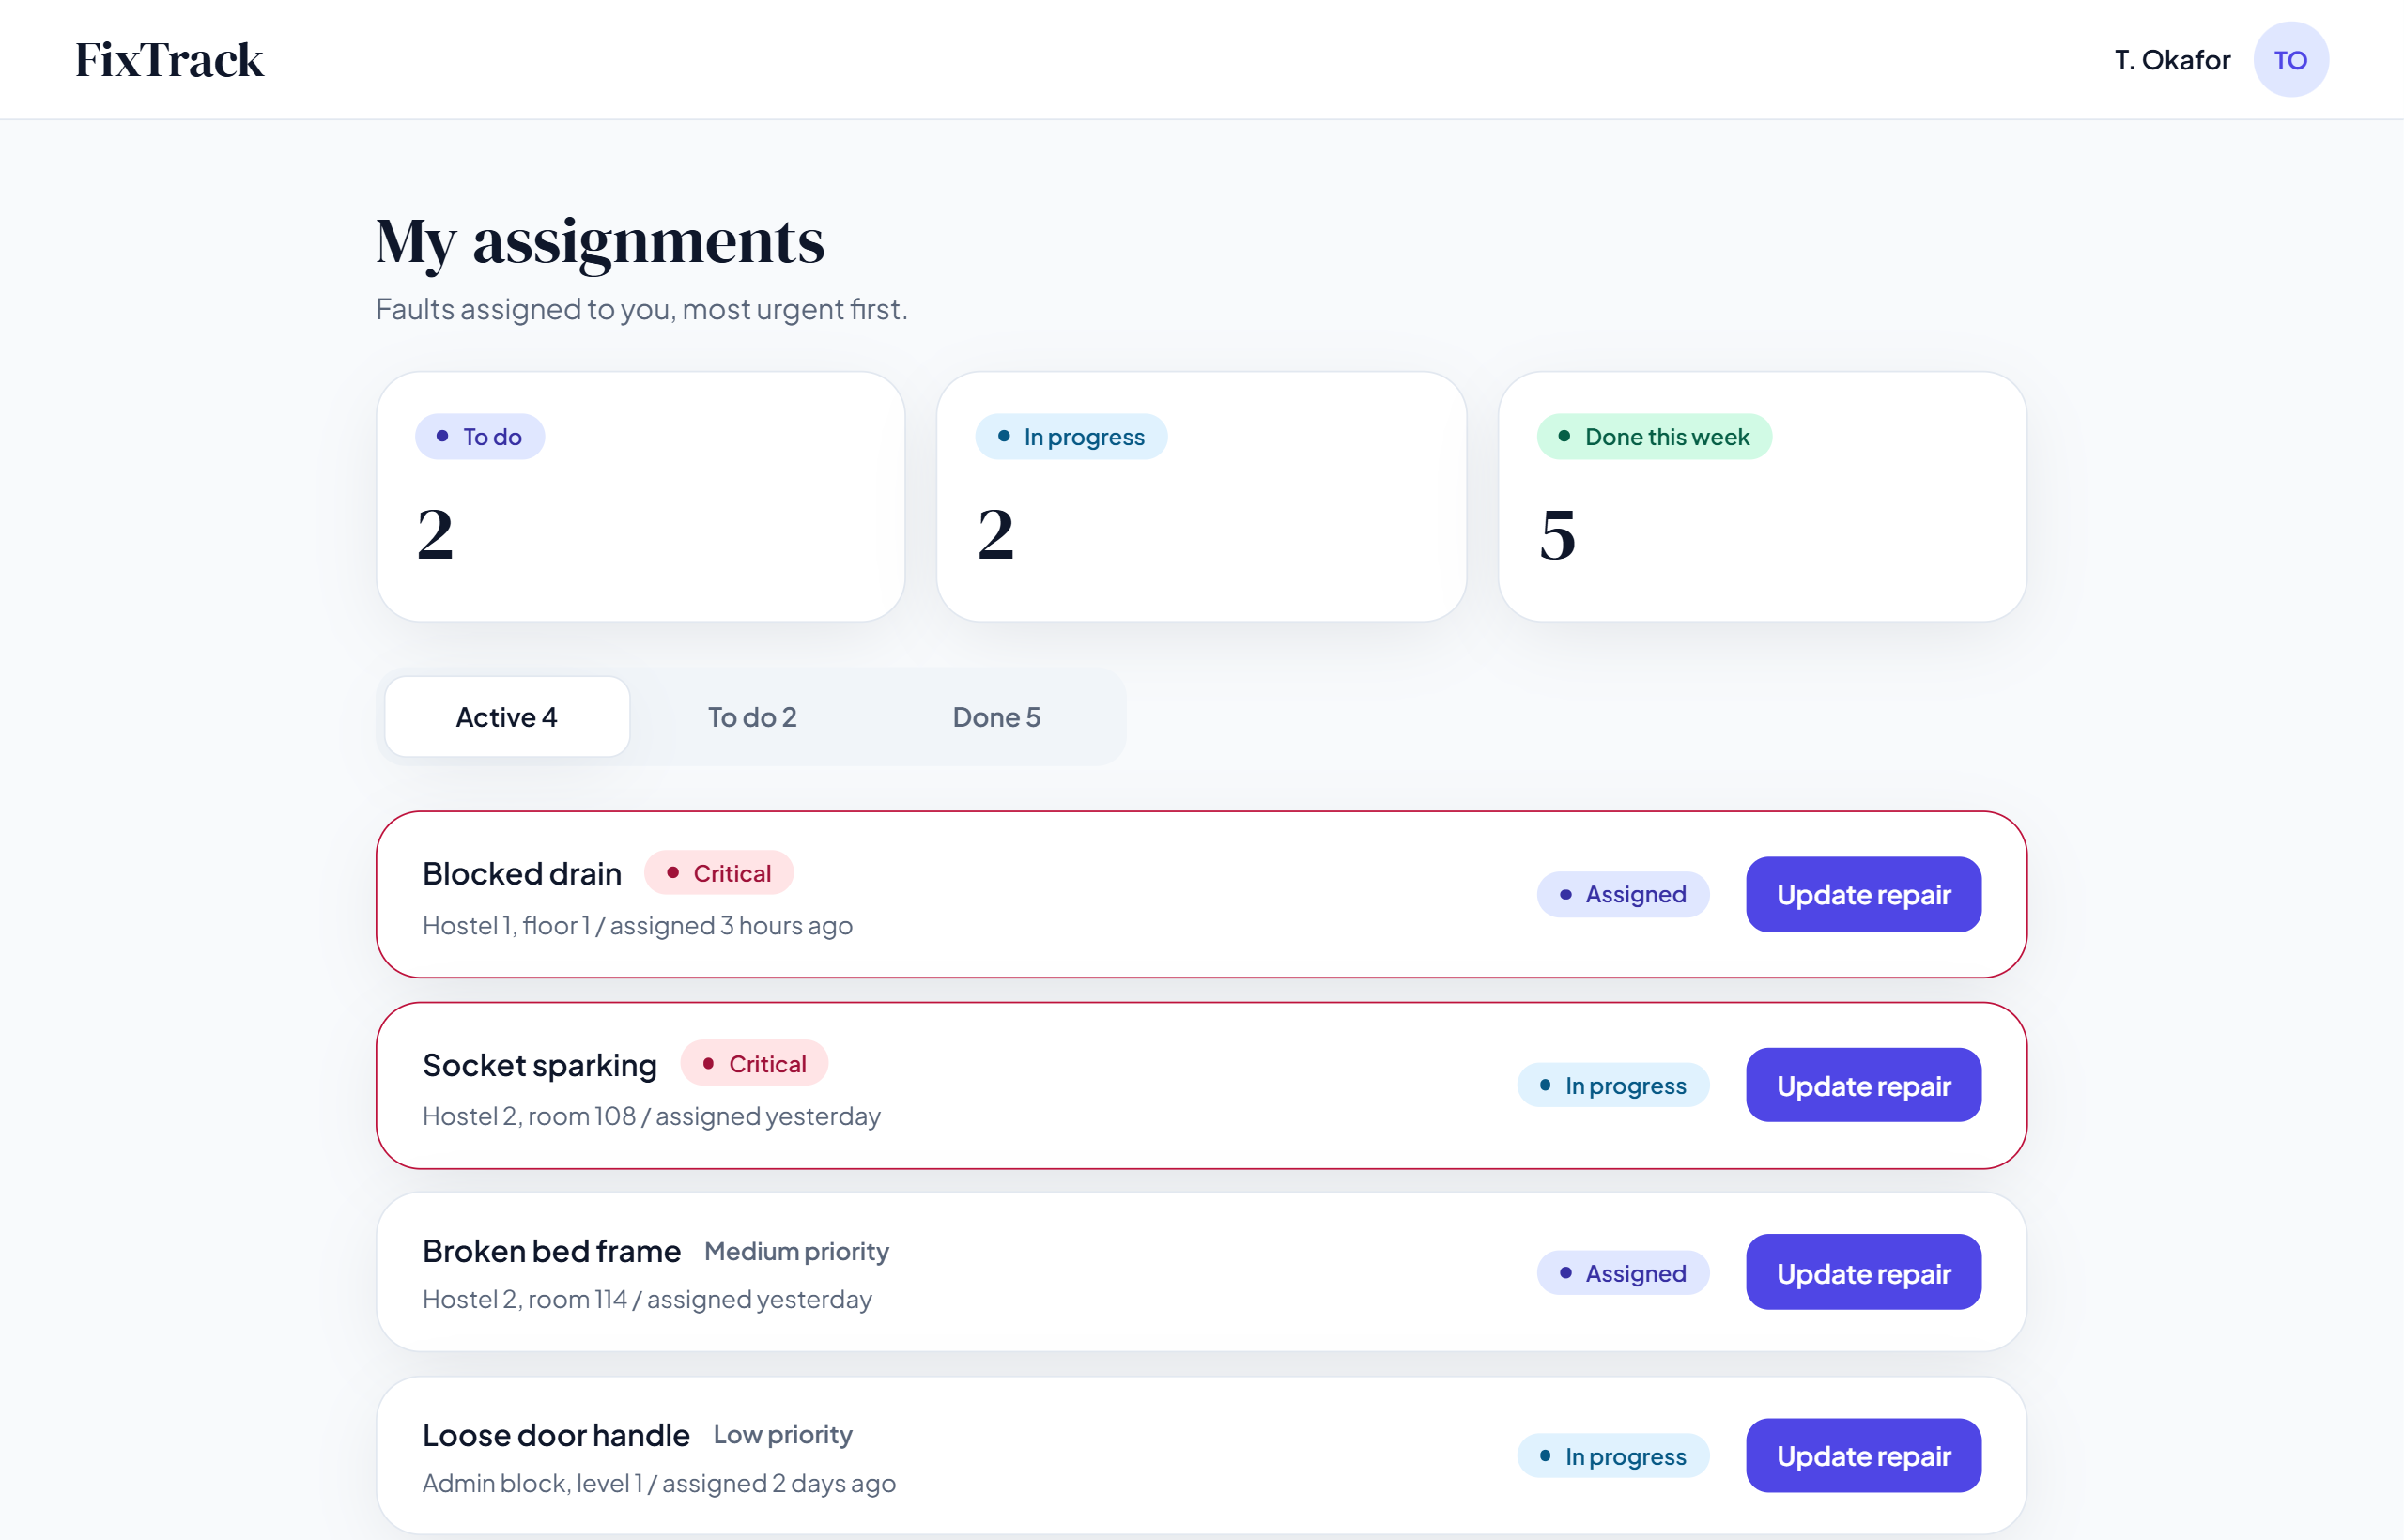 FixTrack
T. Okafor TO
My assignments
Faults assigned to you, most urgent first.
To do
2
In progress
2
Done this week
5
Active 4 To do 2 Done 5
Blocked drain Critical
Hostel 1, floor 1 / assigned 3 hours ago
Assigned Update repair
Socket sparking Critical
Hostel 2, room 108 / assigned yesterday
In progress Update repair
Broken bed frame Medium priority
Hostel 2, room 114 / assigned yesterday
Assigned Update repair
Loose door handle Low priority
Admin block, level 1 / assigned 2 days ago
In progress Update repair